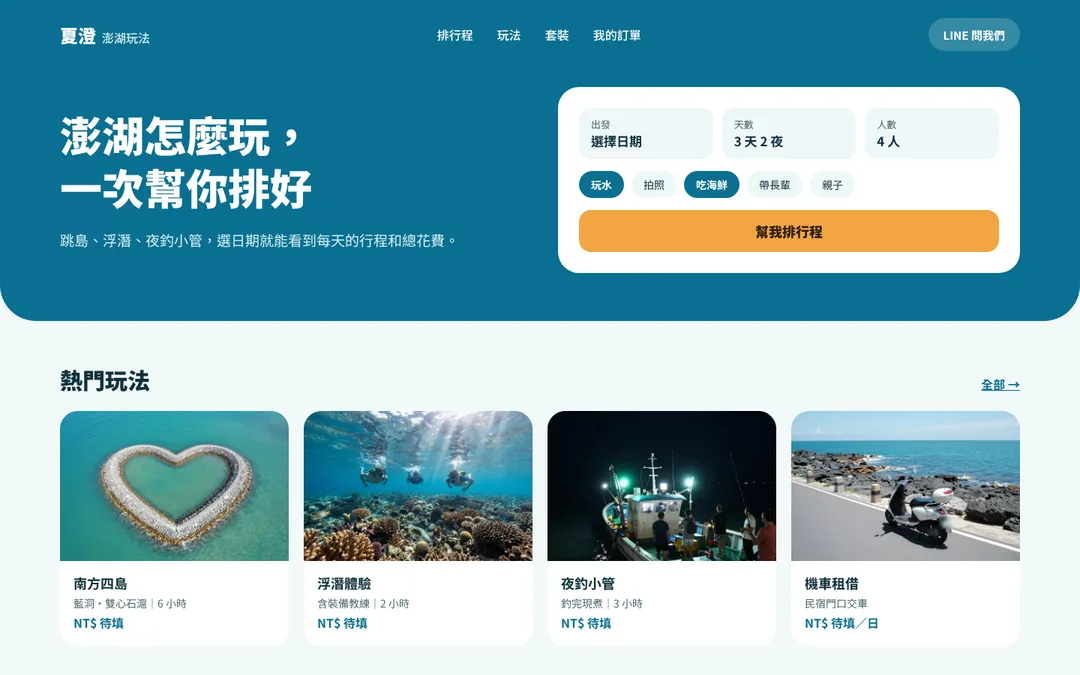 夏澄 澎湖玩法
排行程 玩法 套裝 我的訂單
LINE 問我們
澎湖怎麼玩，
一次幫你排好
跳島、浮潛、夜釣小管，選日期就能看到每天的行程和總花費。
出發
選擇日期
天數
3 天 2 夜
人數
4 人
玩水 拍照 吃海鮮 帶長輩 親子
幫我排行程
熱門玩法
全部 →
南方四島
藍洞・雙心石滬｜6 小時
NT$ 待填
浮潛體驗
含裝備教練｜2 小時
NT$ 待填
夜釣小管
釣完現煮｜3 小時
NT$ 待填
機車租借
民宿門口交車
NT$ 待填／日